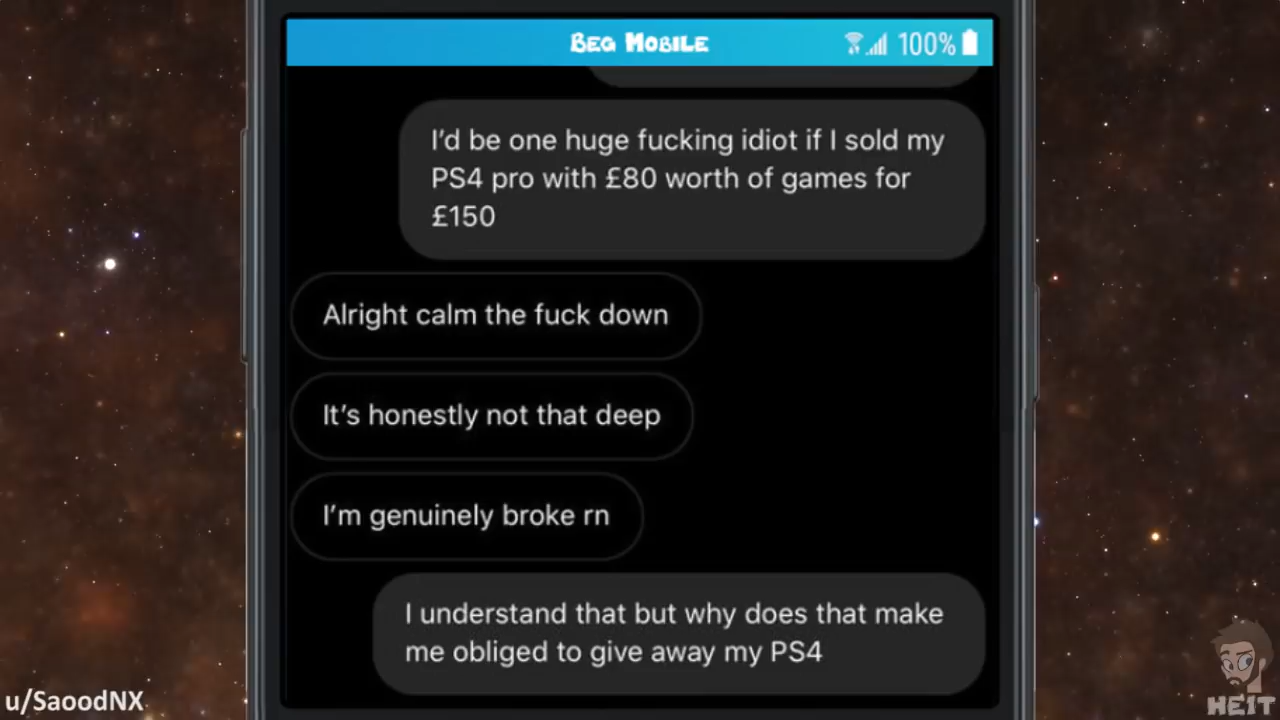 Beg Mobile
100%
I'd be one huge fucking idiot if I sold my
PS4 pro with £80 worth of games for
£150
Alright calm the fuck down
It's honestly not that deep
I'm genuinely broke rn
I understand that but why does that make
me obliged to give away my PS4
u/SaoodNX
HEIT